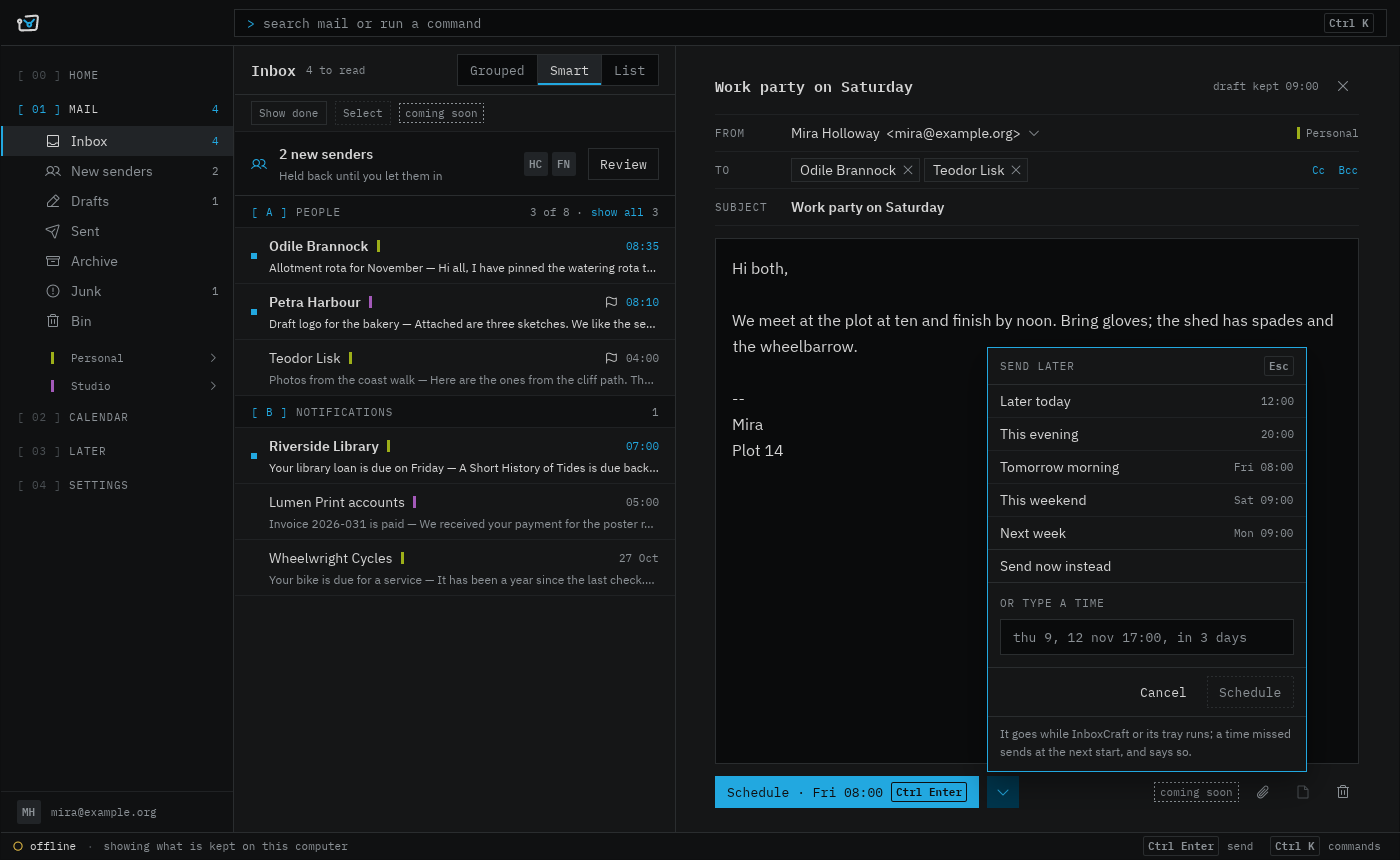 > search mail or run a command
Ctrl K
[ 00 ] HOME
[ 01 ] MAIL 4
Inbox 4
New senders 2
Drafts 1
Sent
Archive
Junk 1
Bin
Personal
Studio
[ 02 ] CALENDAR
[ 03 ] LATER
[ 04 ] SETTINGS
MH mira@example.org
Inbox 4 to read
Grouped Smart List
Show done Select coming soon
2 new senders
Held back until you let them in
HC FN Review
[ A ] PEOPLE 3 of 8 · show all 3
Odile Brannock 08:35
Allotment rota for November — Hi all, I have pinned the watering rota t…
Petra Harbour 08:10
Draft logo for the bakery — Attached are three sketches. We like the se…
Teodor Lisk 04:00
Photos from the coast walk — Here are the ones from the cliff path. Th…
[ B ] NOTIFICATIONS 1
Riverside Library 07:00
Your library loan is due on Friday — A Short History of Tides is due back…
Lumen Print accounts 05:00
Invoice 2026-031 is paid — We received your payment for the poster r…
Wheelwright Cycles 27 Oct
Your bike is due for a service — It has been a year since the last check.…
Work party on Saturday
draft kept 09:00
FROM Mira Holloway <mira@example.org> Personal
TO Odile Brannock Teodor Lisk Cc Bcc
SUBJECT Work party on Saturday
Hi both,
We meet at the plot at ten and finish by noon. Bring gloves; the shed has spades and
the wheelbarrow.
--
Mira
Plot 14
SEND LATER Esc
Later today 12:00
This evening 20:00
Tomorrow morning Fri 08:00
This weekend Sat 09:00
Next week Mon 09:00
Send now instead
OR TYPE A TIME
thu 9, 12 nov 17:00, in 3 days
Cancel Schedule
It goes while InboxCraft or its tray runs; a time missed
sends at the next start, and says so.
Schedule · Fri 08:00 Ctrl Enter
coming soon
offline · showing what is kept on this computer
Ctrl Enter send Ctrl K commands